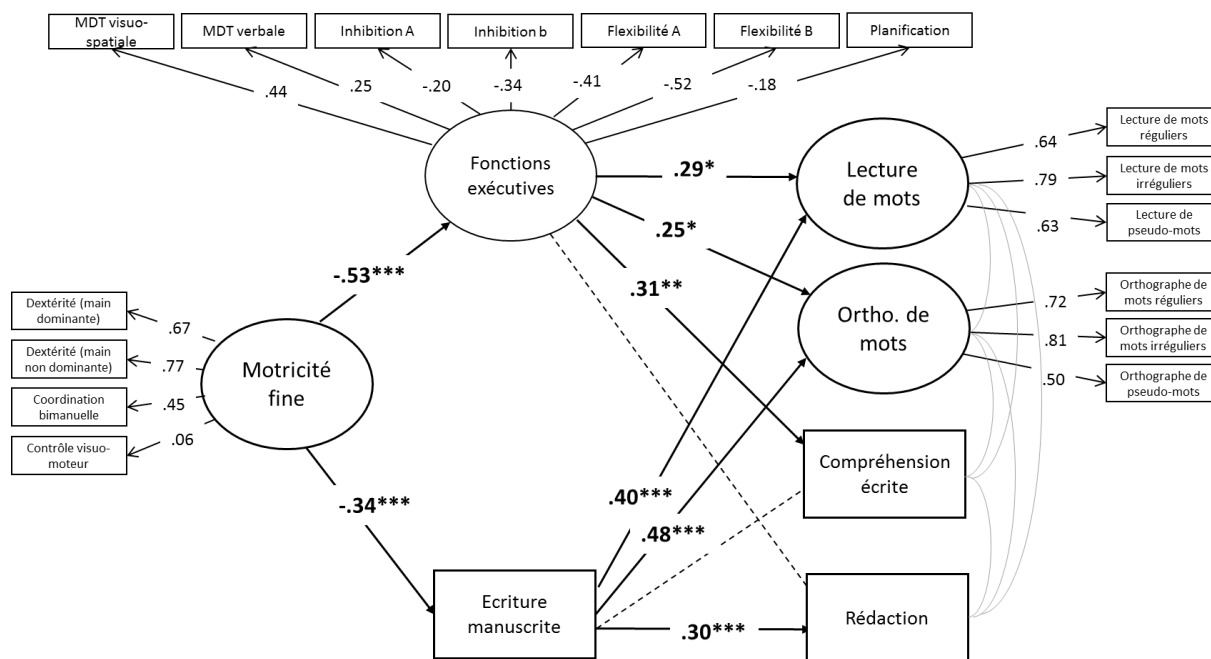 MDT visuo-
spatiale
MDT verbale
Inhibition A
Inhibition b
Flexibilité A
Flexibilité B
Planification
.44
.25
-.20
-.34
-.41
-.52
-.18
Fonctions
exécutives
Lecture
de mots
.64
.79
.63
Lecture de mots
réguliers
Lecture de mots
irréguliers
Lecture de
pseudo-mots
.29*
.25*
.31**
-.53***
Ortho. de
mots
.72
.81
.50
Orthographe de
mots réguliers
Orthographe de
mots irréguliers
Orthographe de
pseudo-mots
Dextérité (main
dominante)
Dextérité (main
non dominante)
Coordination
bimanuelle
Contrôle visuo-
moteur
.67
.77
.45
.06
Motricité
fine
Compréhension
écrite
-.34***
.40***
.48***
Ecriture
manuscrite
.30***
Rédaction